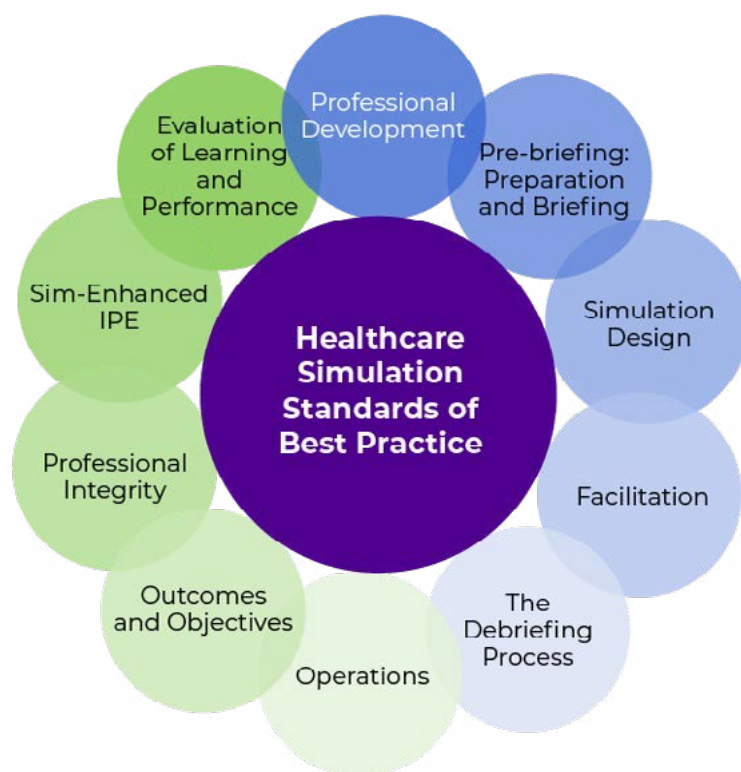 Professional
Development
Pre-briefing:
Preparation
and Briefing
Simulation
Design
Facilitation
The
Debriefing
Process
Operations
Outcomes
and Objectives
Professional
Integrity
Sim-Enhanced
IPE
Evaluation
of Learning
and
Performance
Healthcare
Simulation
Standards of
Best Practice